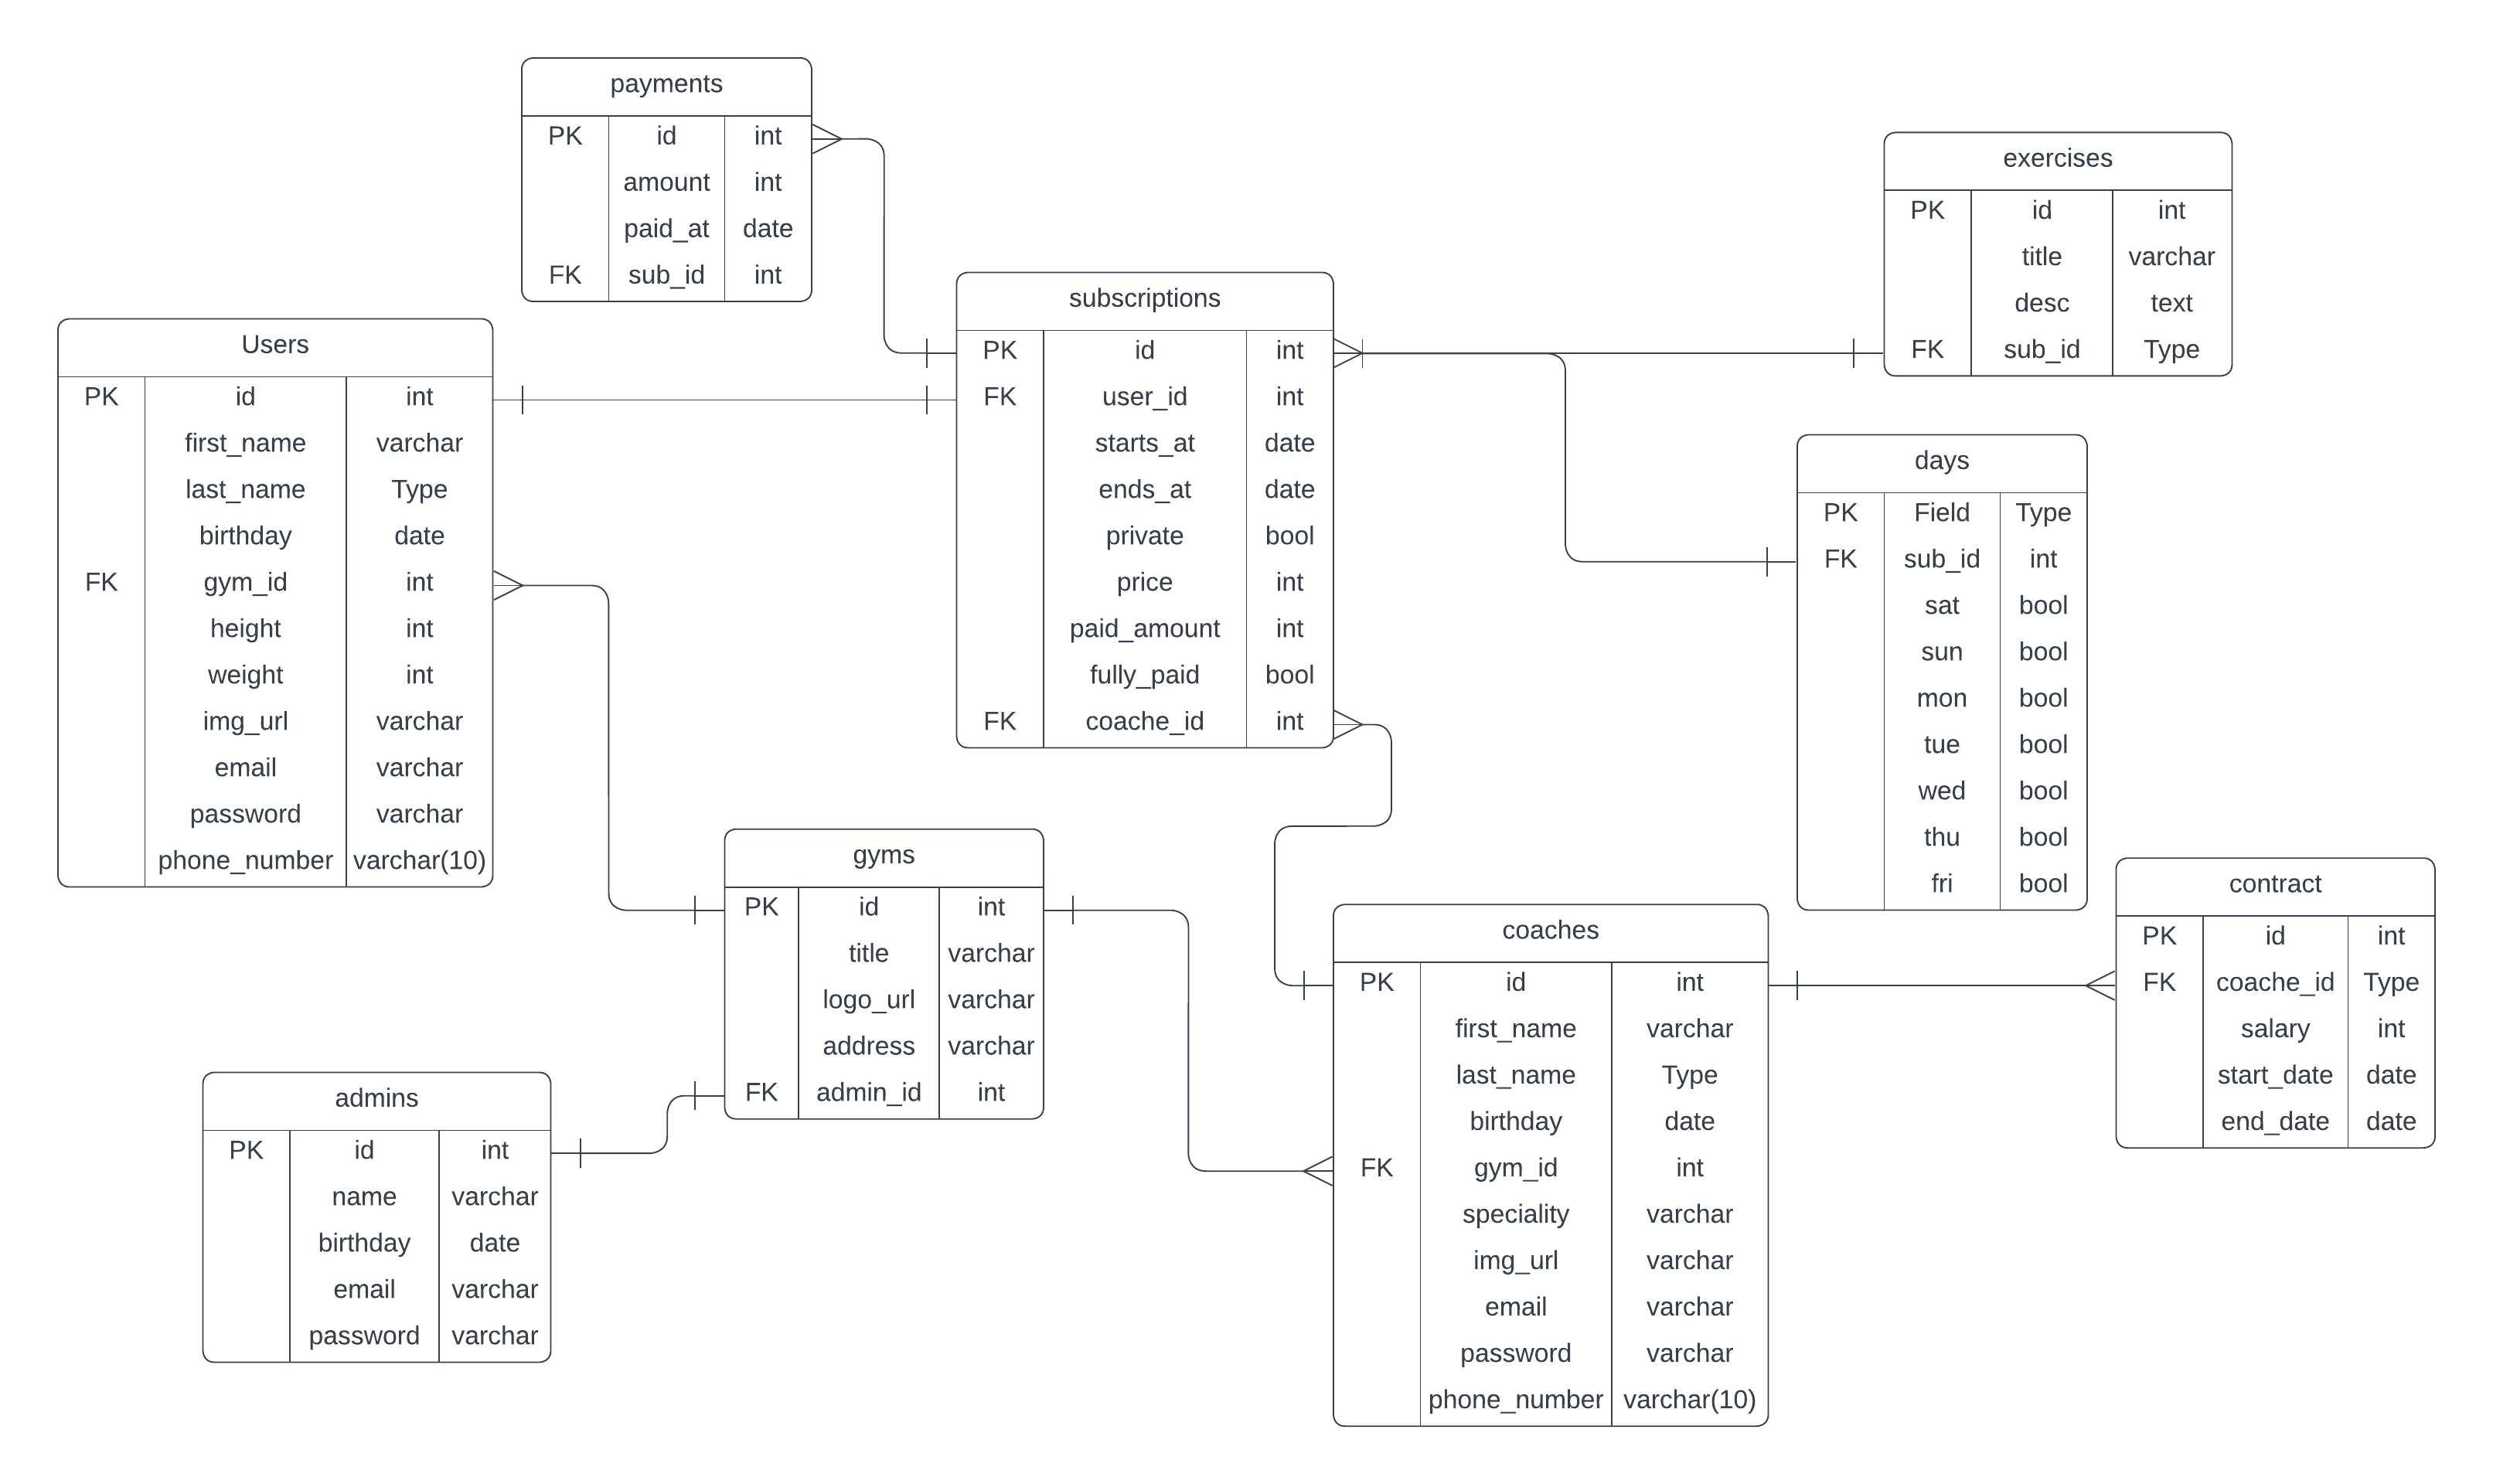 payments
PK id int
amount int
paid_at date
FK sub_id int
exercises
PK id int
title varchar
desc text
FK sub_id Type
subscriptions
PK id int
FK user_id int
starts_at date
ends_at date
private bool
price int
paid_amount int
fully_paid bool
FK coache_id int
Users
PK id int
first_name varchar
last_name Type
birthday date
FK gym_id int
height int
weight int
img_url varchar
email varchar
password varchar
phone_number varchar(10)
days
PK Field Type
FK sub_id int
sat bool
sun bool
mon bool
tue bool
wed bool
thu bool
fri bool
gyms
PK id int
title varchar
logo_url varchar
address varchar
FK admin_id int
contract
PK id int
FK coache_id Type
salary int
start_date date
end_date date
coaches
PK id int
first_name varchar
last_name Type
birthday date
FK gym_id int
speciality varchar
img_url varchar
email varchar
password varchar
phone_number varchar(10)
admins
PK id int
name varchar
birthday date
email varchar
password varchar